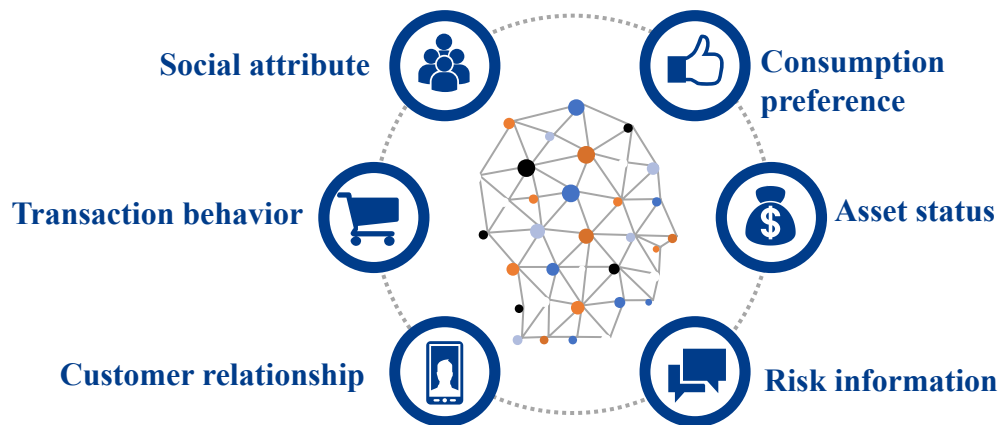 Social attribute
Consumption
preference
Transaction behavior
$
Asset status
Customer relationship
Risk information